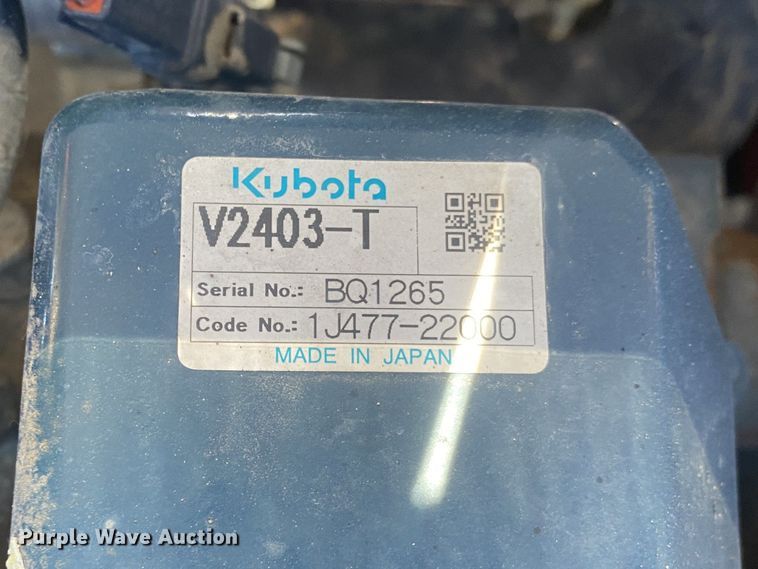 Kubota
V2403-T
Serial No.: BQ1265
Code No.: 1J477-22000
MADE IN JAPAN
Purple Wave Auction